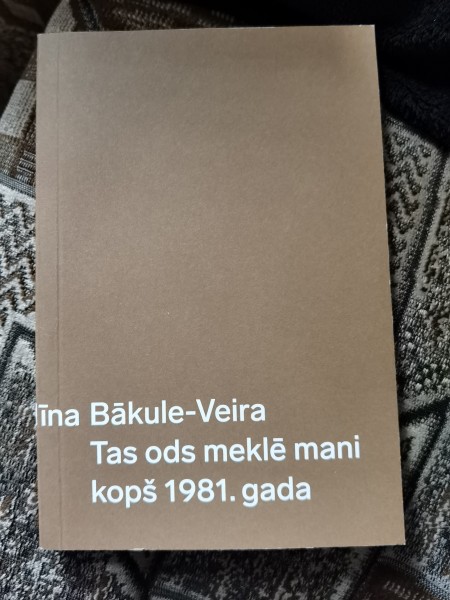 īna Bākule-Veira
Tas ods meklē mani
kopš 1981. gada